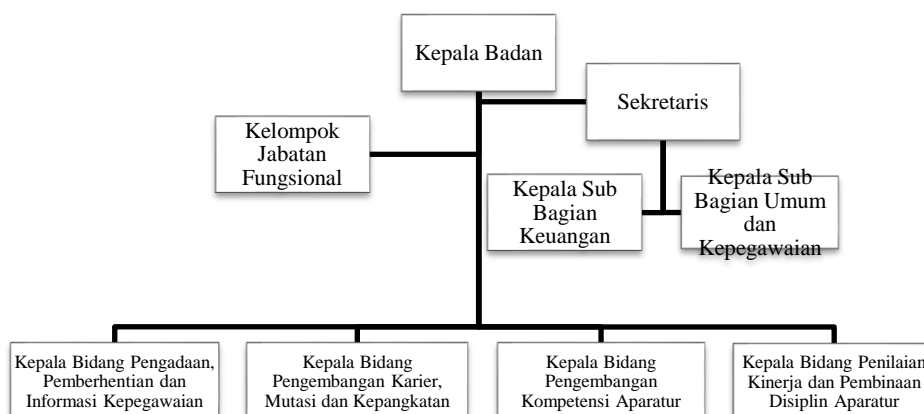 Kepala Badan
Sekretaris
Kelompok
Jabatan
Fungsional
Kepala Sub
Bagian
Keuangan
Kepala Sub
Bagian Umum
dan
Kepegawaian
Kepala Bidang Pengadaan,
Pemberhentian dan
Informasi Kepegawaian
Kepala Bidang
Pengembangan Karier,
Mutasi dan Kepangkatan
Kepala Bidang
Pengembangan
Kompetensi Aparatur
Kepala Bidang Penilaian
Kinerja dan Pembinaan
Disiplin Aparatur